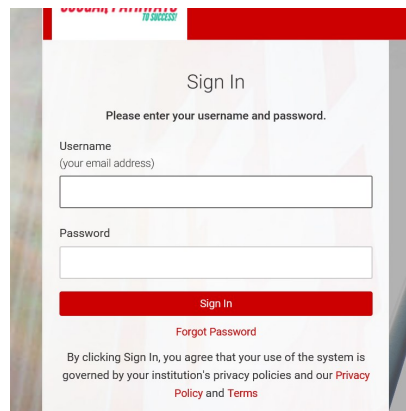 COUGAR PATHWAYS
TO SUCCESS!
Sign In
Please enter your username and password.
Username
(your email address)
Password
Sign In
Forgot Password
By clicking Sign In, you agree that your use of the system is
governed by your institution's privacy policies and our Privacy
Policy and Terms